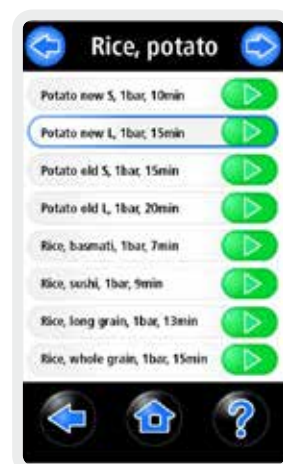 Rice, potato
Potato new S, 1bar, 10min
Potato new L, 1bar, 15min
Potato old S, 1bar, 15min
Potato old L, 1bar, 20min
Rice, basmati, 1bar, 7min
Rice, sushi, 1bar, 9min
Rice, long grain, 1bar, 13min
Rice, whole grain, 1bar, 15min
?